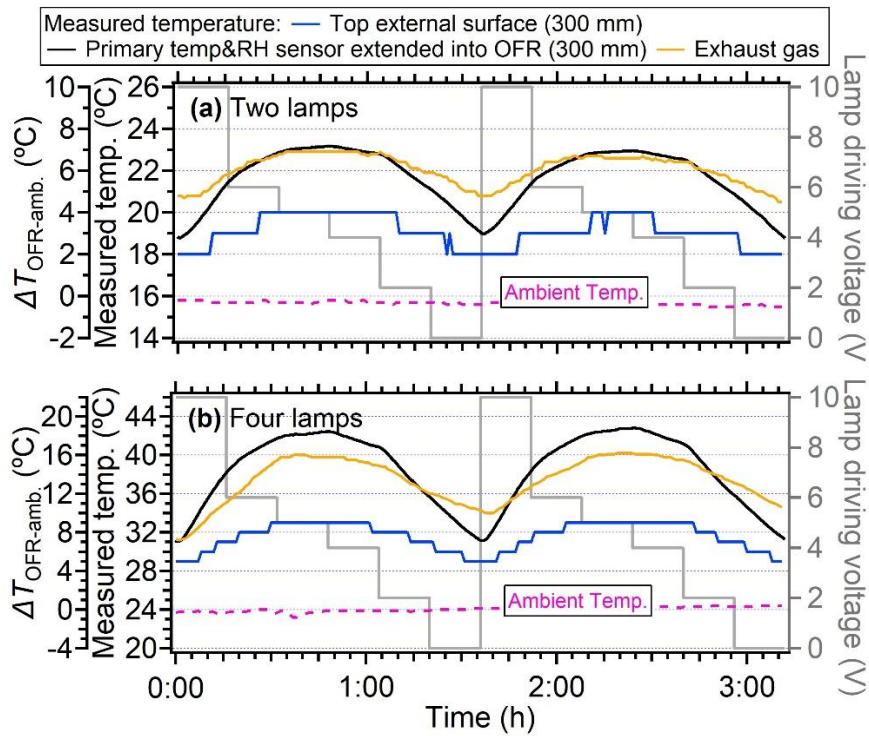 Measured temperature: Top external surface (300 mm)
Primary temp&RH sensor extended into OFR (300 mm) Exhaust gas
(a) Two lamps
ΔT OFR-amb. (ºC)
10
8
6
4
2
0
-2
Measured temp. (ºC)
26
24
22
20
18
16
14
Ambient Temp.
10
8
6
4
2
0
Lamp driving voltage (V
(b) Four lamps
ΔT OFR-amb. (ºC)
20
16
12
8
4
0
-4
Measured temp. (ºC)
44
40
36
32
28
24
20
Ambient Temp.
10
8
6
4
2
0
Lamp driving voltage (V)
0:00 1:00 2:00 3:00
Time (h)